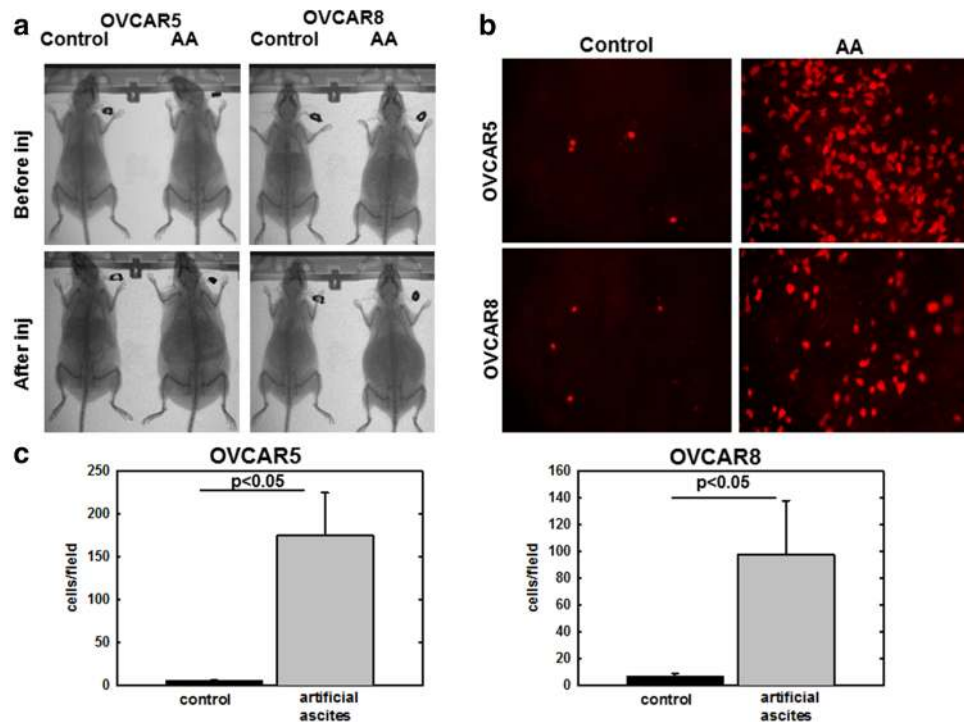 a
OVCAR5
OVCAR8
Control AA
Control AA
Before inj
After inj
b
Control AA
OVCAR5
OVCAR8
c
OVCAR5
p<0.05
250
200
150
100
50
0
cells/field
control
artificial
ascites
OVCAR8
p<0.05
160
140
120
100
80
60
40
20
0
cells/field
control
artificial
ascites